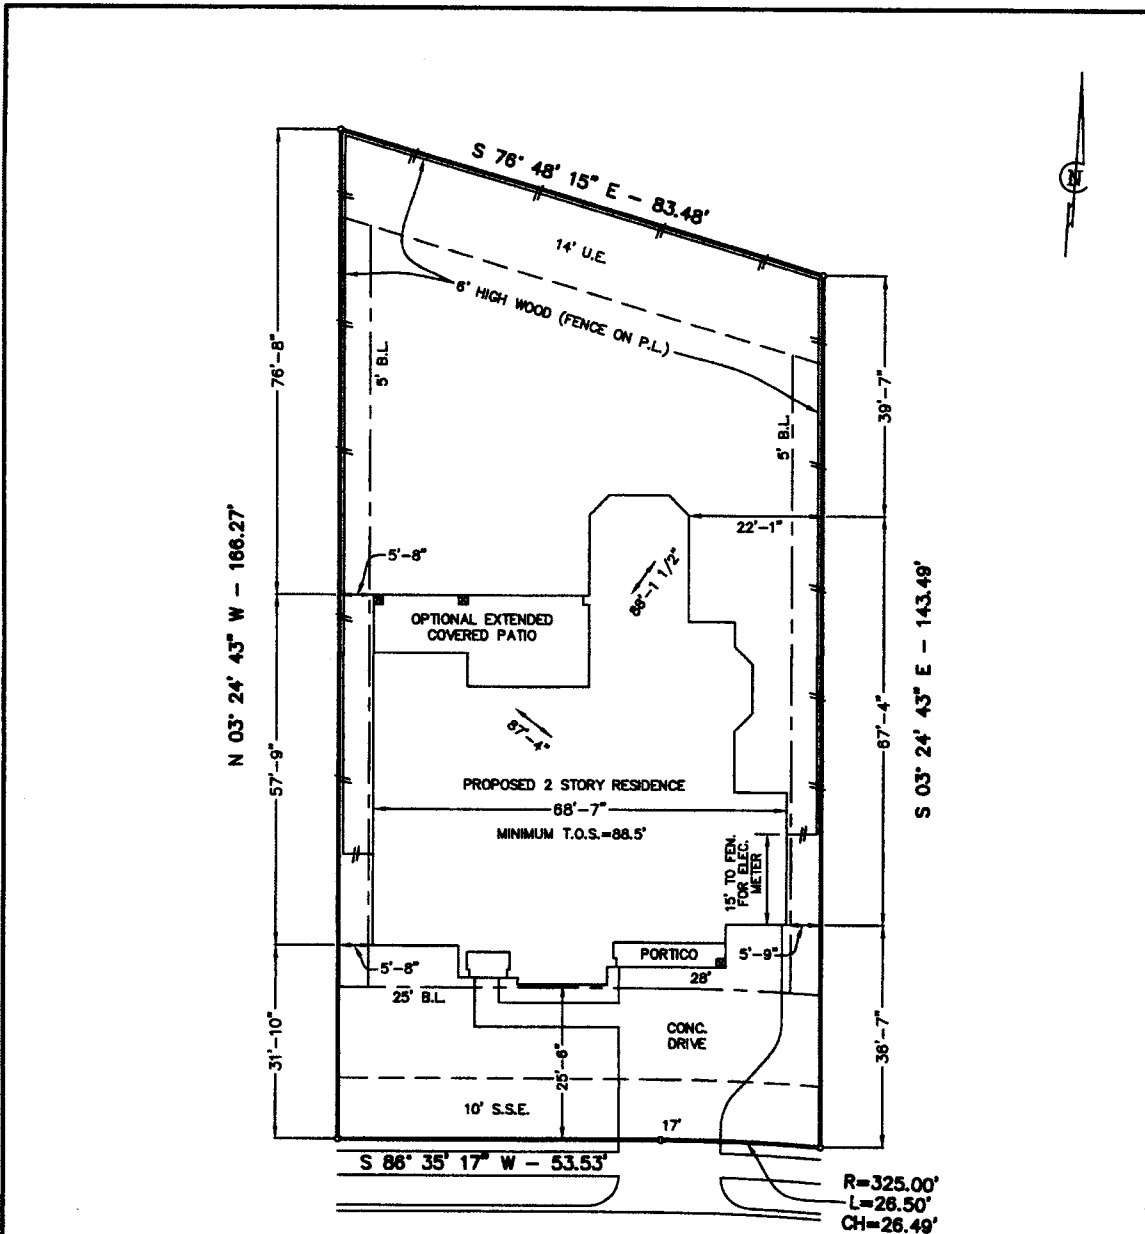 N
S 76° 48' 15" E - 83.48'
14' U.E.
6' HIGH WOOD (FENCE ON P.L.)
76'-8"
5' B.L.
39'-7"
5' B.L.
22'-1"
N 03° 24' 43" W - 166.27'
5'-8"
88'-1 1/2"
OPTIONAL EXTENDED
COVERED PATIO
S 03° 24' 43" E - 143.49'
87'-4"
67'-4"
57'-9"
PROPOSED 2 STORY RESIDENCE
68'-7"
MINIMUM T.O.S.=88.5'
15' TO FEN.
FOR ELEC.
METER
PORTICO
5'-9"
5'-8"
28'
25' B.L.
31'-10"
CONC.
DRIVE
25'-6"
36'-7"
10' S.S.E.
17'
S 86° 35' 17" W - 53.53'
R=325.00'
L=26.50'
CH=26.49'